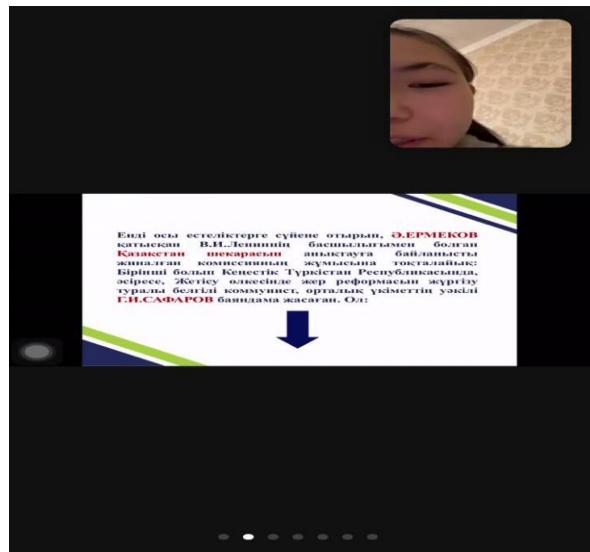 Енді осы естеліктерге сүйене отырып, Ә.ЕРМЕКОВ
қатысқан В.И..Лениннің басшылығымен болған
Қазақстан шекарасын анықтауға байланысты
жиналған комиссияның жұмысына тоқталайық:
Бірінші болып Кеңестік Түркістан Республикасында,
әсіресе, Жетісу өлкесінде жер реформасын жүргізу
туралы белгілі коммунист, орталық үкіметтің уәкілі
Г.И.САФАРОВ баяндама жасаған. Ол: